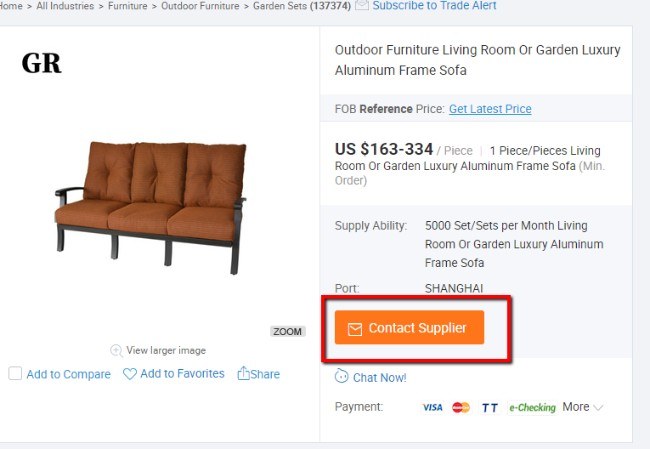 Home > All Industries > Furniture > Outdoor Furniture > Garden Sets (137374) Subscribe to Trade Alert
GR
ZOOM
View larger image
Add to Compare Add to Favorites Share
Outdoor Furniture Living Room Or Garden Luxury
Aluminum Frame Sofa
FOB Reference Price: Get Latest Price
US $163-334 / Piece | 1 Piece/Pieces Living
Room Or Garden Luxury Aluminum Frame Sofa (Min.
Order)
Supply Ability: 5000 Set/Sets per Month Living
Room Or Garden Luxury Aluminum
Frame Sofa
Port: SHANGHAI
Contact Supplier
Chat Now!
Payment: VISA TT e-Checking More